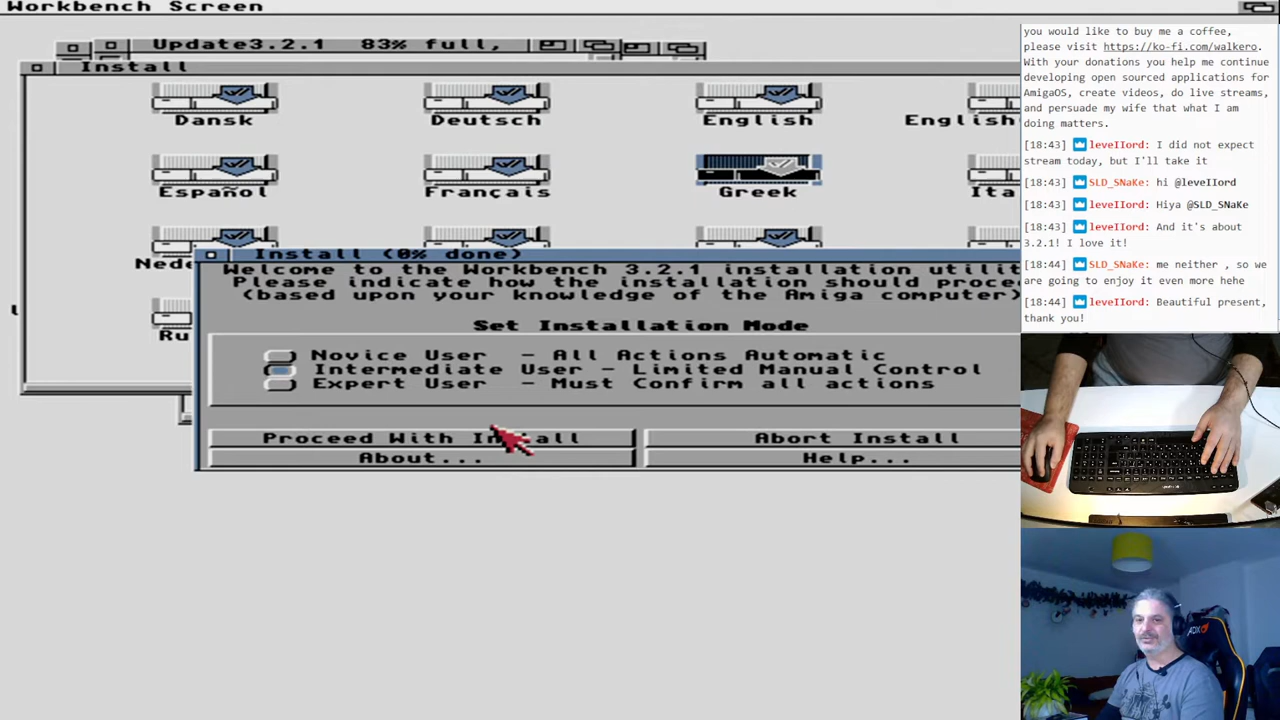 Workbench Screen
Update3.2.1 83% full,
Install
Dansk
Deutsch
English
English
Español
Français
Greek
Ita
Nede
Ru
Install (0% done)
Welcome to the Workbench 3.2.1 installation utilit
Please indicate how the installation should procee
(based upon your knowledge of the Amiga computer)
Set Installation Mode
Novice User - All Actions Automatic
Intermediate User - Limited Manual Control
Expert User - Must Confirm all actions
Proceed With Install
Abort Install
About...
Help...
you would like to buy me a coffee,
please visit https://ko-fi.com/walkero.
With your donations you help me continue
developing open sourced applications for
AmigaOS, create videos, do live streams,
and persuade my wife that what I am
doing matters.
[18:43] leveIIord: I did not expect
stream today, but I'll take it
[18:43] SLD_SNaKe: hi @leveIIord
[18:43] leveIIord: Hiya @SLD_SNaKe
[18:43] leveIIord: And it's about
3.2.1! I love it!
[18:44] SLD_SNaKe: me neither , so we
are going to enjoy it even more hehe
[18:44] leveIIord: Beautiful present,
thank you!